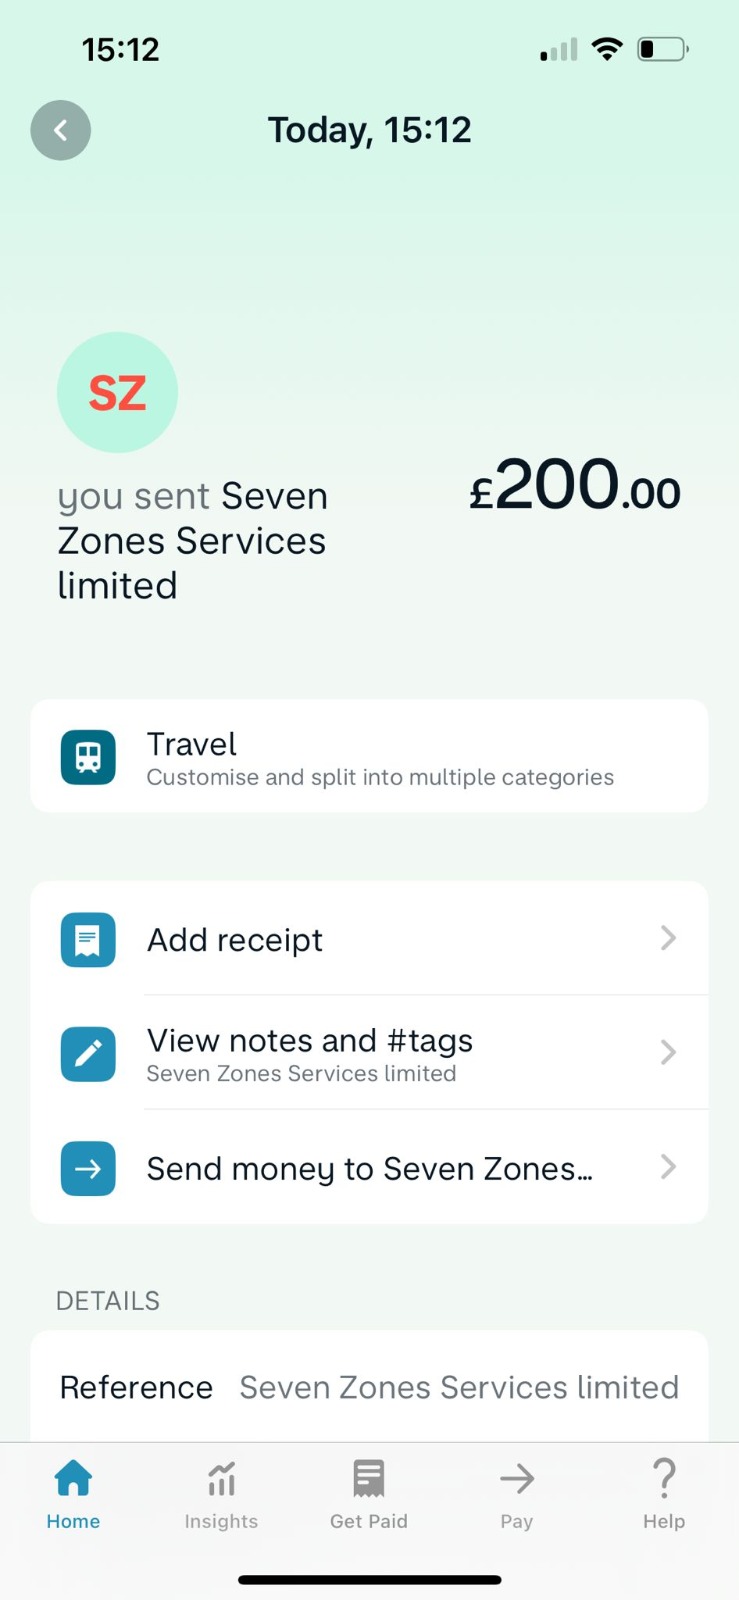 15:12
Today, 15:12
SZ
you sent Seven
Zones Services
limited
£200.00
Travel
Customise and split into multiple categories
Add receipt
View notes and #tags
Seven Zones Services limited
Send money to Seven Zones...
DETAILS
Reference Seven Zones Services limited
Home Insights Get Paid Pay Help